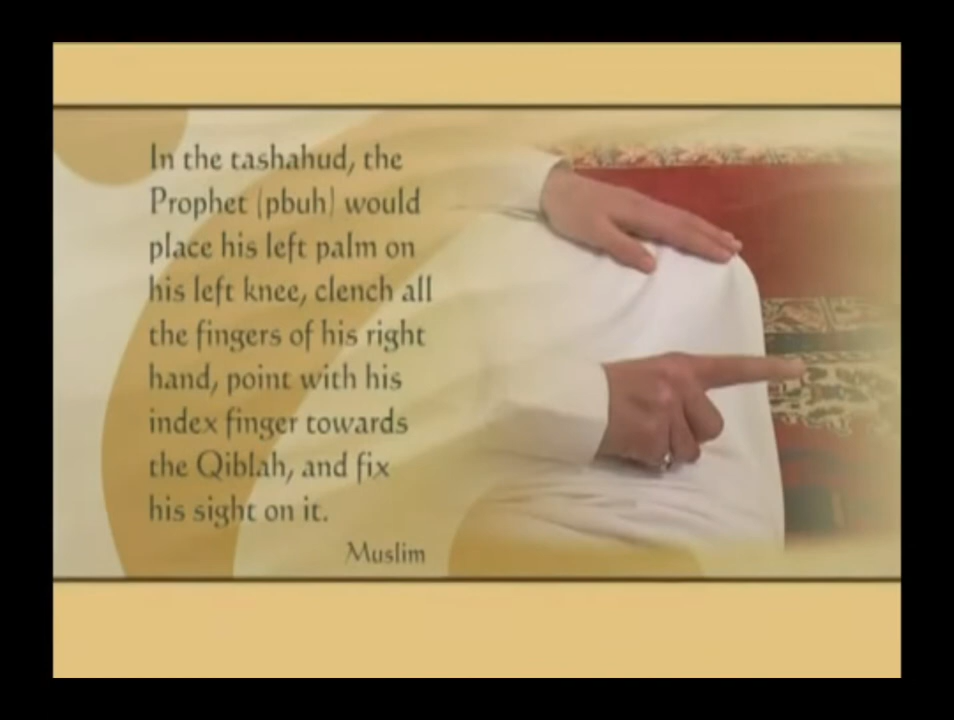 In the tashahud, the
Prophet (pbuh) would
place his left palm on
his left knee, clench all
the fingers of his right
hand, point with his
index finger towards
the Qiblah, and fix
his sight on it.
Muslim